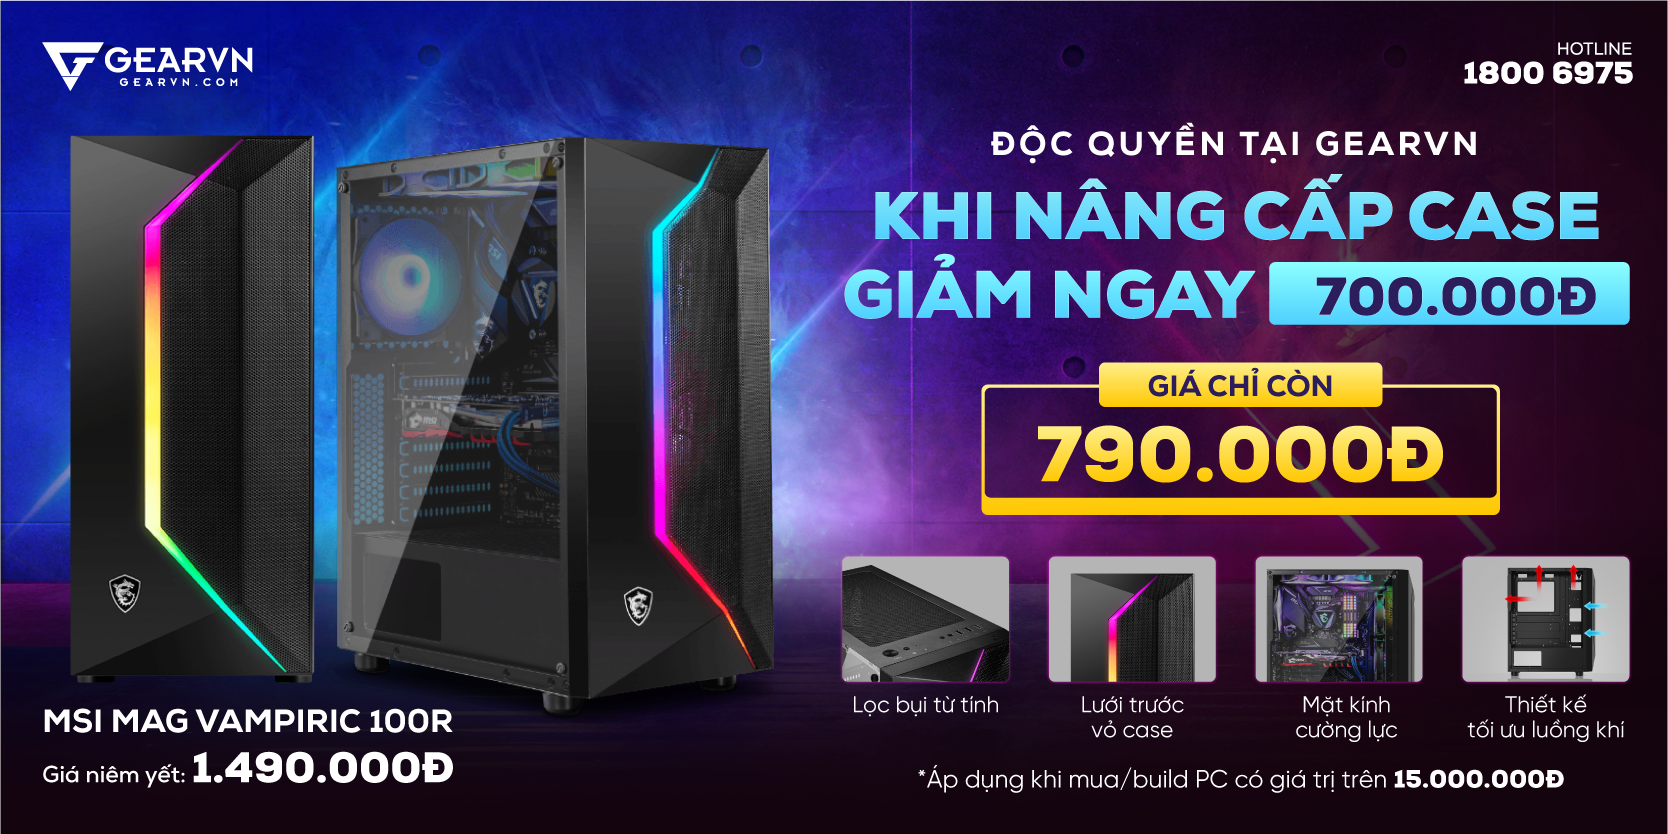 GEARVN
GEARVN.COM
HOTLINE
1800 6975
ĐỘC QUYỀN TẠI GEARVN
KHI NÂNG CẤP CASE
GIẢM NGAY 700.000Đ
GIÁ CHỈ CÒN
790.000Đ
MSI MAG VAMPIRIC 100R
Giá niêm yết: 1.490.000Đ
Lọc bụi từ tính
Lưới trước
vỏ case
Mặt kính
cường lực
Thiết kế
tối ưu luồng khí
*Áp dụng khi mua/build PC có giá trị trên 15.000.000Đ
msi